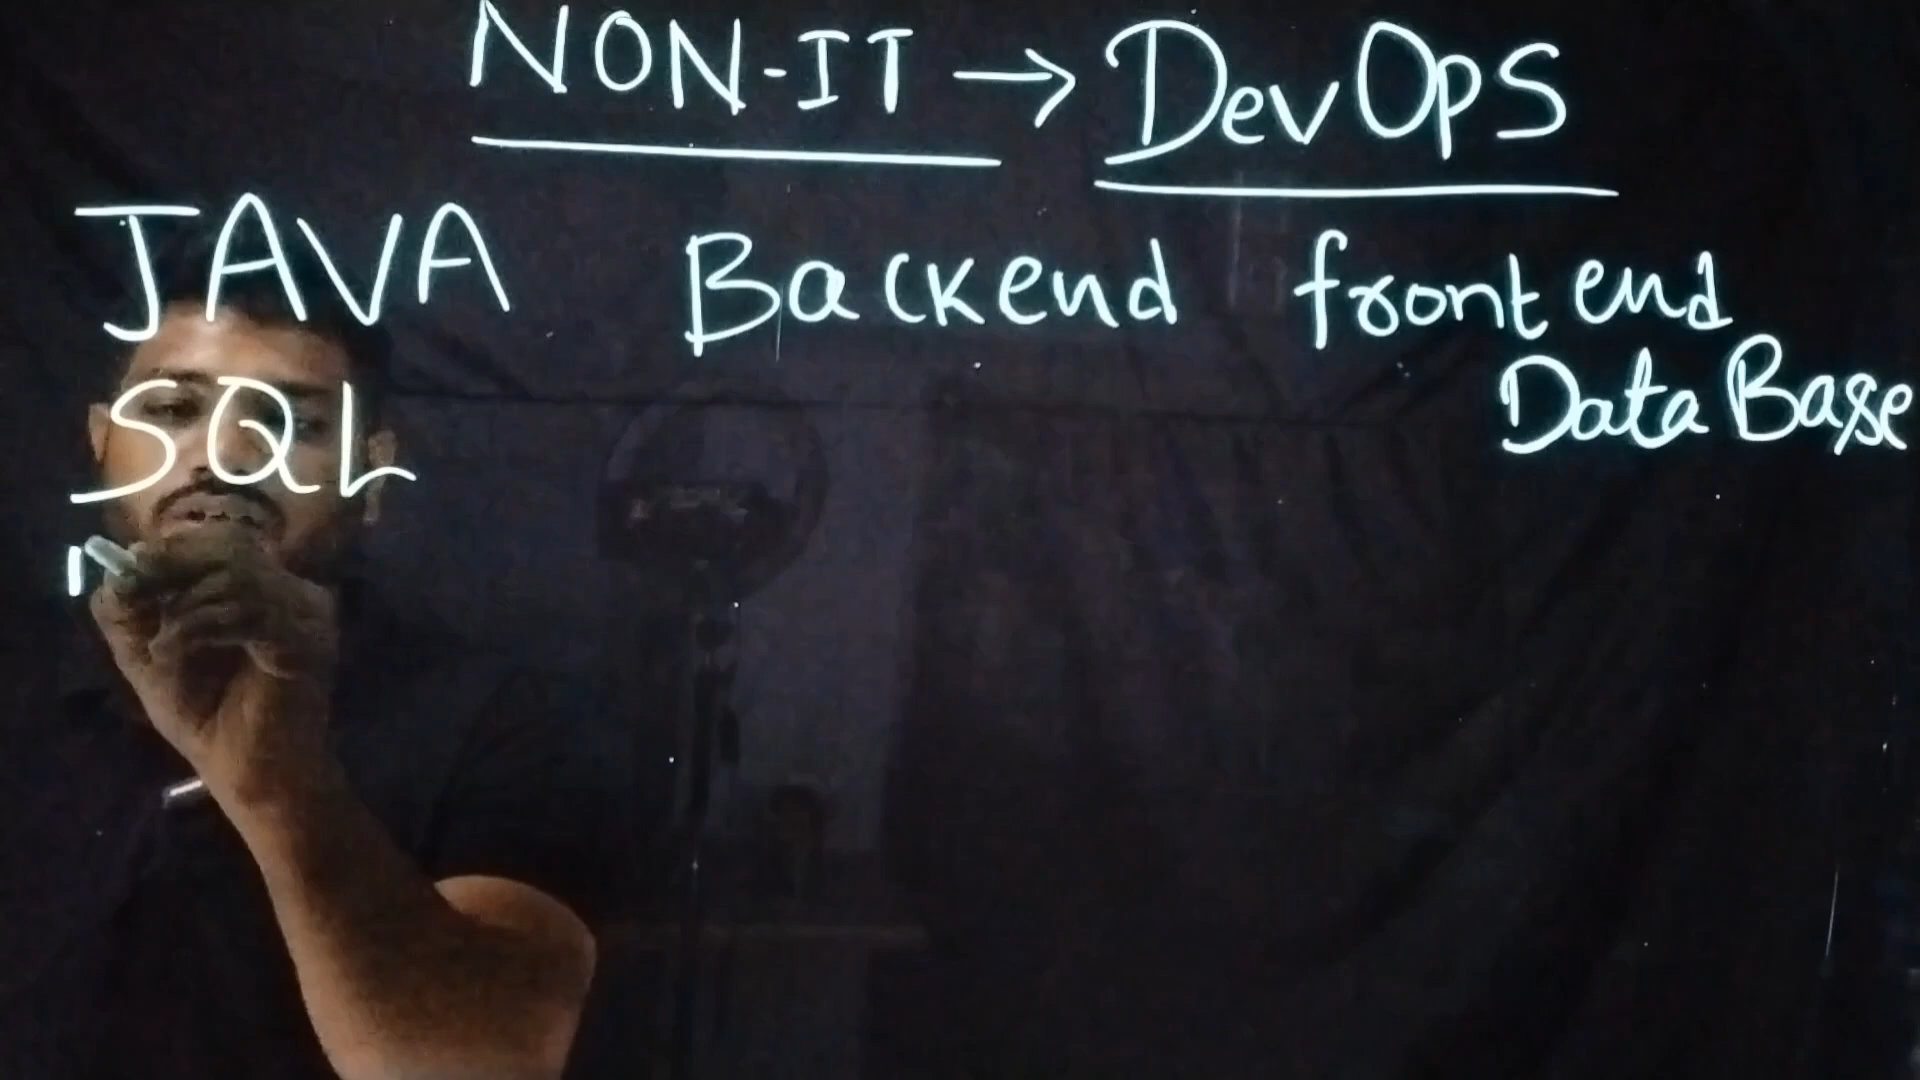 NON-IT → DevOps
JAVA Backend frontend
SQL DataBase